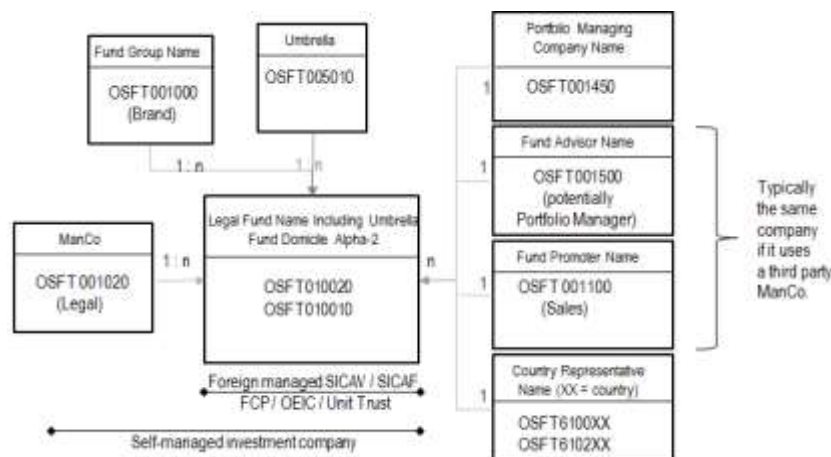 Fund Group Name
OSFT001000
(Brand)
Umbrella
OSFT005010
1 : n
1 : n
ManCo
OSFT001020
(Legal)
1 : n
Legal Fund Name Including Umbrella
Fund Domicile Alpha-2
OSFT010020
OSFT010010
n
Foreign managed SICAV / SICAF
FCP / OEIC / Unit Trust
Self-managed investment company
Portfolio Managing
Company Name
OSFT001450
1
Fund Advisor Name
OSFT001500
(potentially
Portfolio Manager)
1
Fund Promoter Name
OSFT 001100
(Sales)
1
Country Representative
Name (XX = country)
OSFT6100XX
OSFT6102XX
1
Typically
the same
company
if it uses
a third party
ManCo.